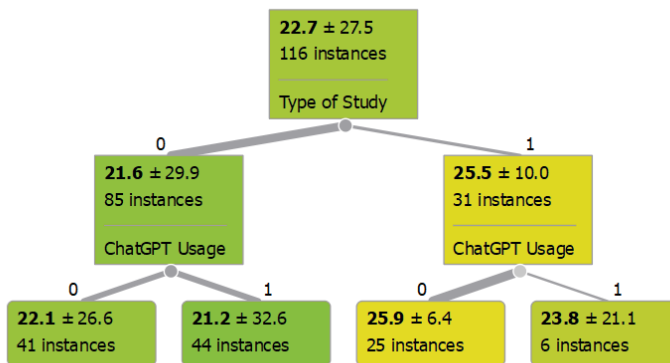 22.7 ± 27.5
116 instances
Type of Study
0
1
21.6 ± 29.9
85 instances
ChatGPT Usage
25.5 ± 10.0
31 instances
ChatGPT Usage
0
1
0
1
22.1 ± 26.6
41 instances
21.2 ± 32.6
44 instances
25.9 ± 6.4
25 instances
23.8 ± 21.1
6 instances